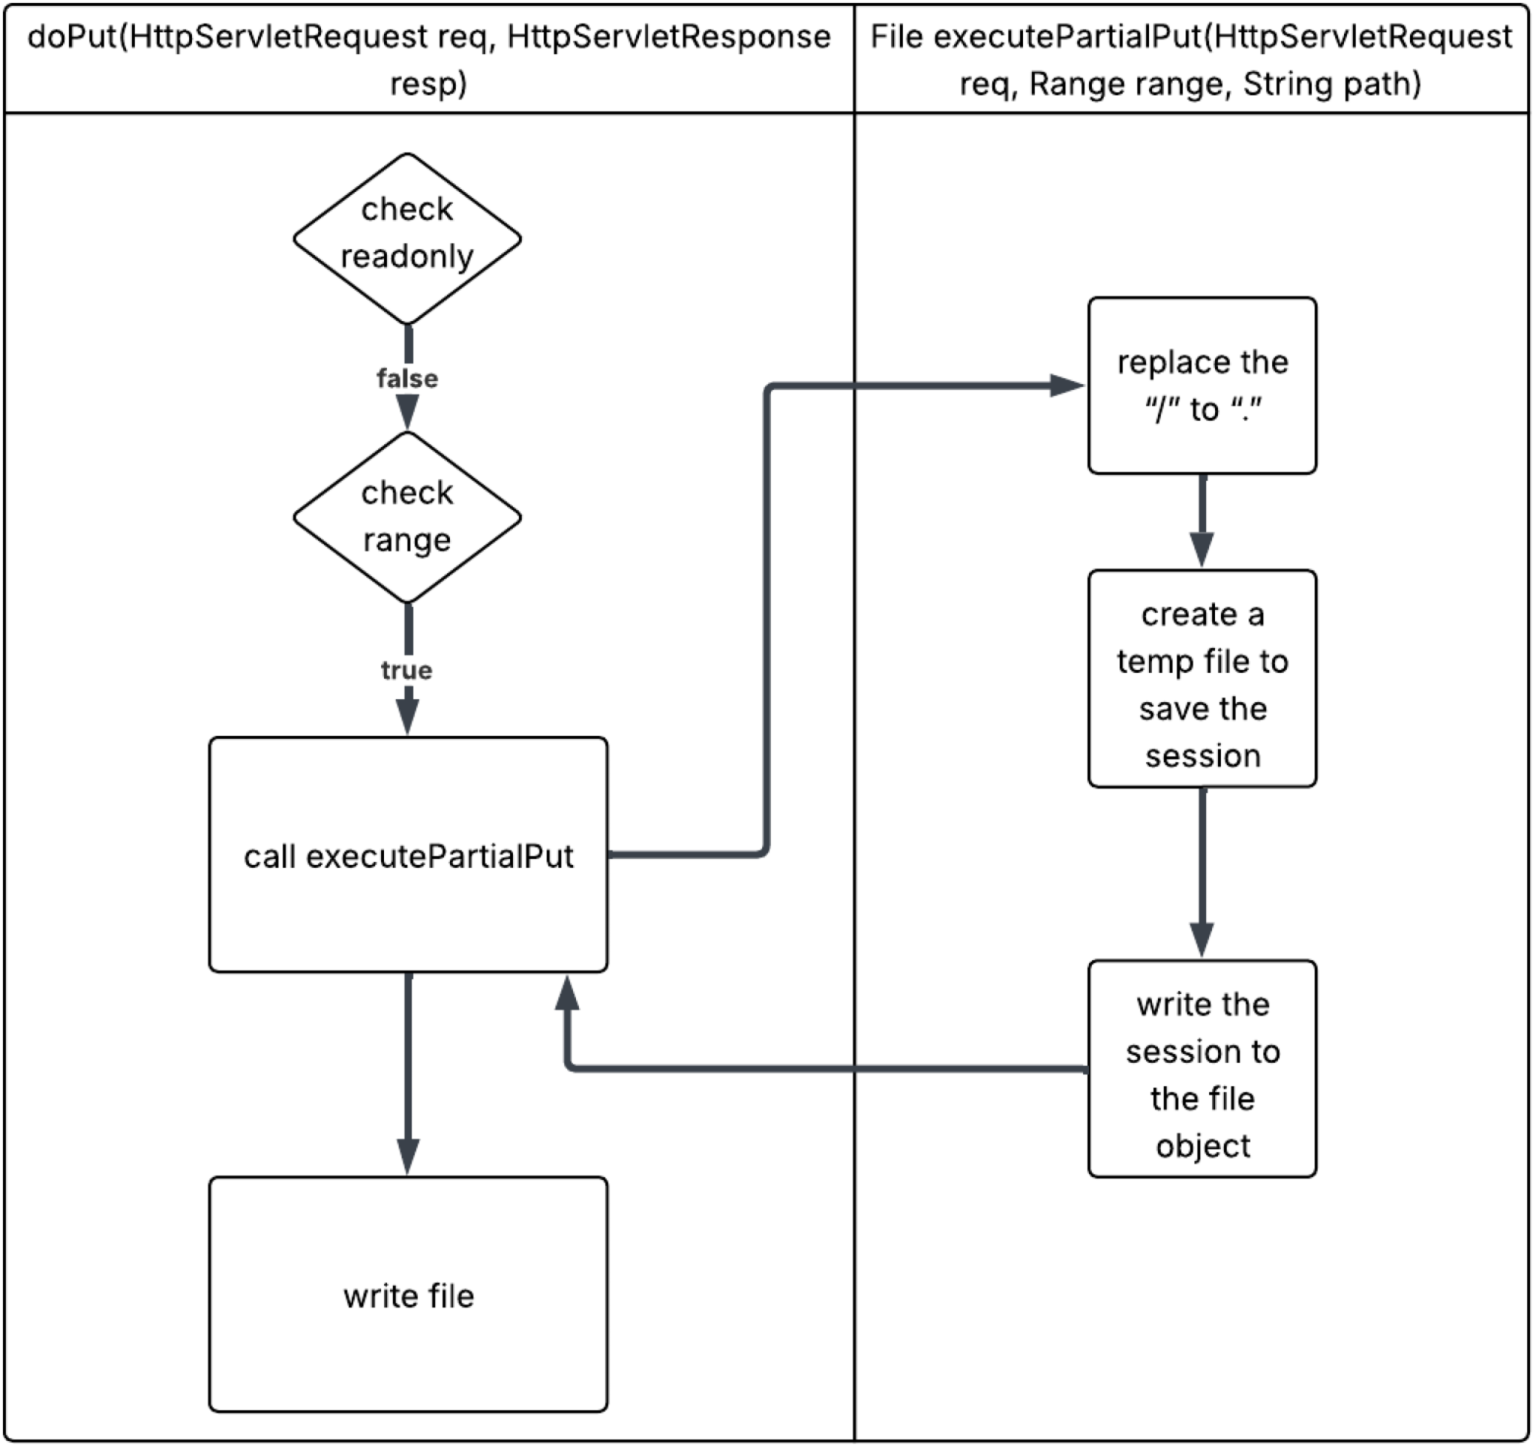 doPut(HttpServletRequest req, HttpServletResponse
resp)
File executePartialPut(HttpServletRequest
req, Range range, String path)
check
readonly
false
check
range
true
call executePartialPut
write file
replace the
“/” to “.”
create a
temp file to
save the
session
write the
session to
the file
object